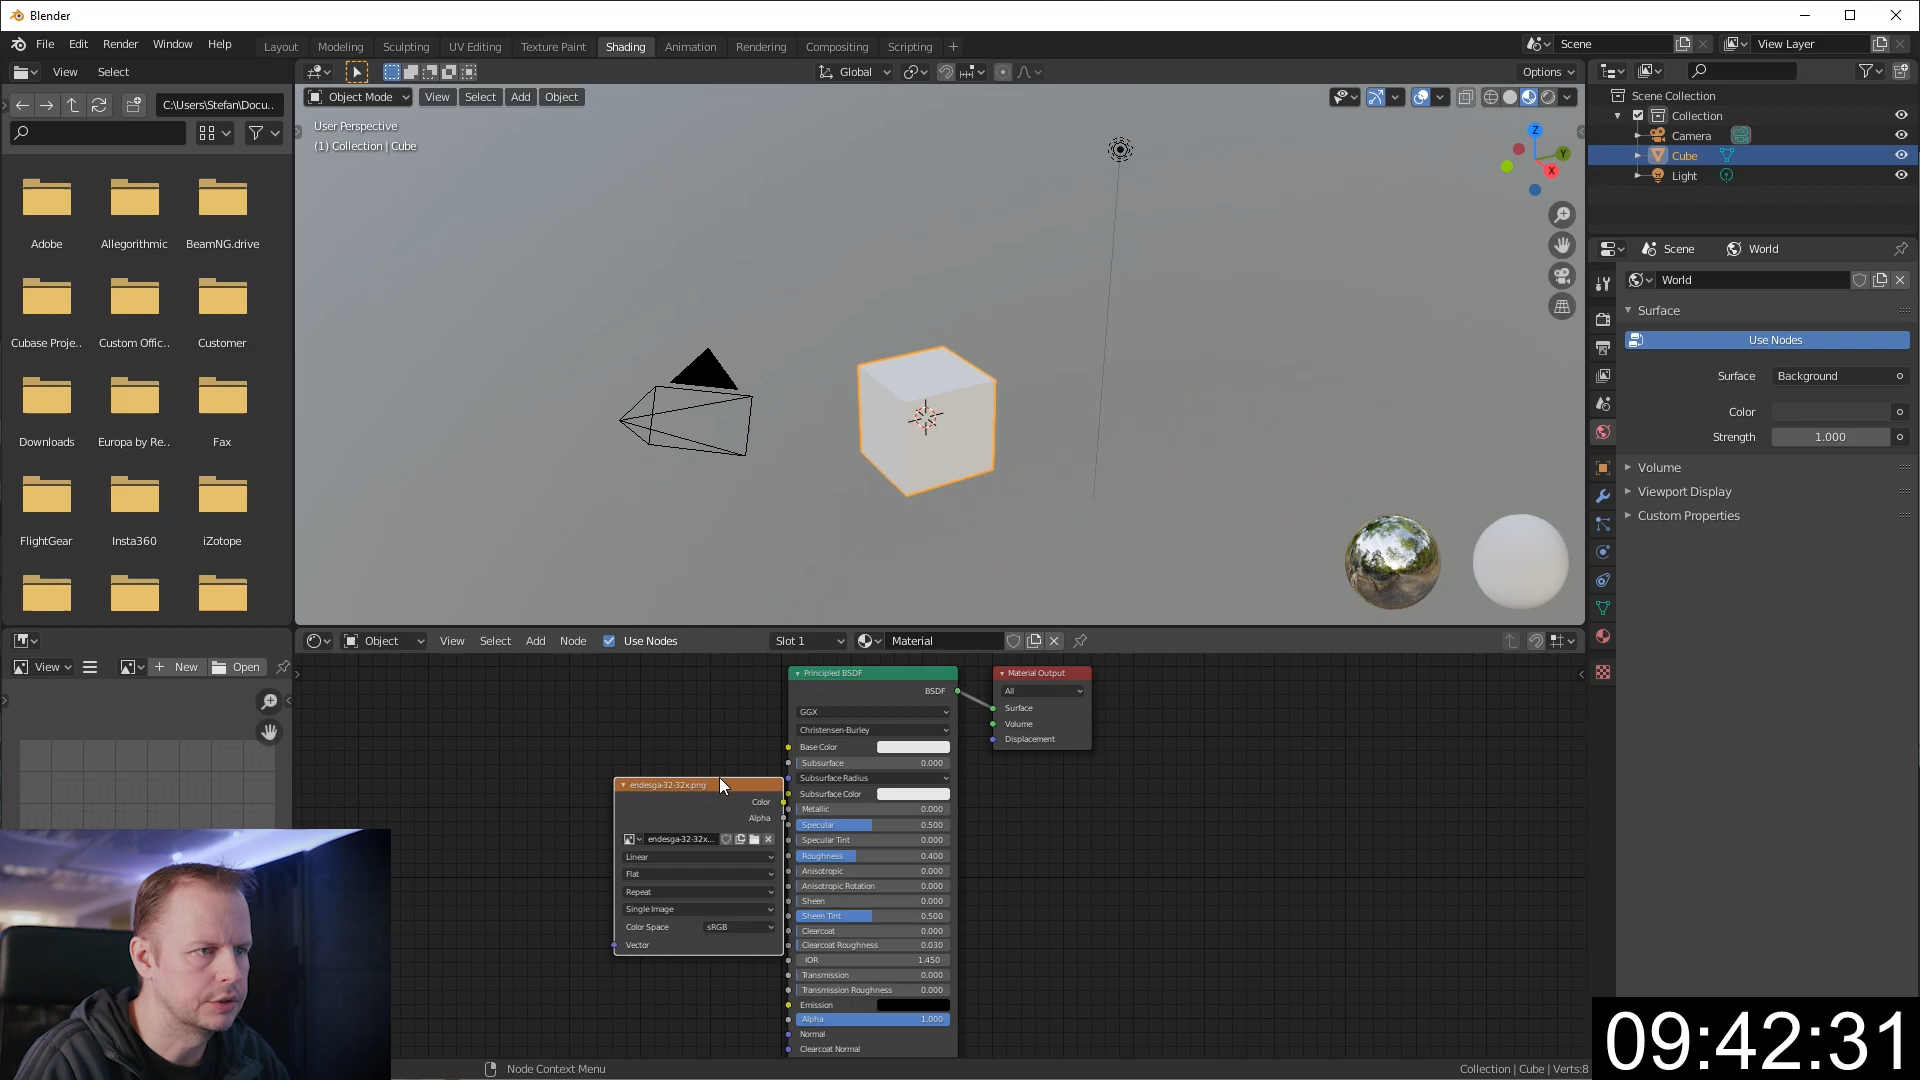 Blender
File Edit Render Window Help
Layout Modeling Sculpting UV Editing Texture Paint Shading Animation Rendering Compositing Scripting
Scene
View Layer
View Select
Global
Options
C:\Users\Stefan\Docu..
Object Mode View Select Add Object
User Perspective
(1) Collection | Cube
Z
Y
X
Scene Collection
Collection
Camera
Cube
Light
Adobe Allegorithmic BeamNG.drive
Cubase Proje.. Custom Offic.. Customer
Downloads Europa by Re.. Fax
FlightGear Insta360 iZotope
Scene World
World
Surface
Use Nodes
Surface Background
Color
Strength 1.000
Volume
Viewport Display
Custom Properties
View New Open
Object View Select Add Node Use Nodes Slot 1 Material
endesga-32-32x.png
Color
Alpha
endesga-32-32x...
Linear
Flat
Repeat
Single Image
Color Space sRGB
Vector
Principled BSDF
BSDF
GGX
Christensen-Burley
Base Color
Subsurface 0.000
Subsurface Radius
Subsurface Color
Metallic 0.000
Specular 0.500
Specular Tint 0.000
Roughness 0.400
Anisotropic 0.000
Anisotropic Rotation 0.000
Sheen 0.000
Sheen Tint 0.500
Clearcoat 0.000
Clearcoat Roughness 0.030
IOR 1.450
Transmission 0.000
Transmission Roughness 0.000
Emission
Alpha 1.000
Normal
Clearcoat Normal
Material Output
All
Surface
Volume
Displacement
09:42:31
Node Context Menu
Collection | Cube | Verts:8